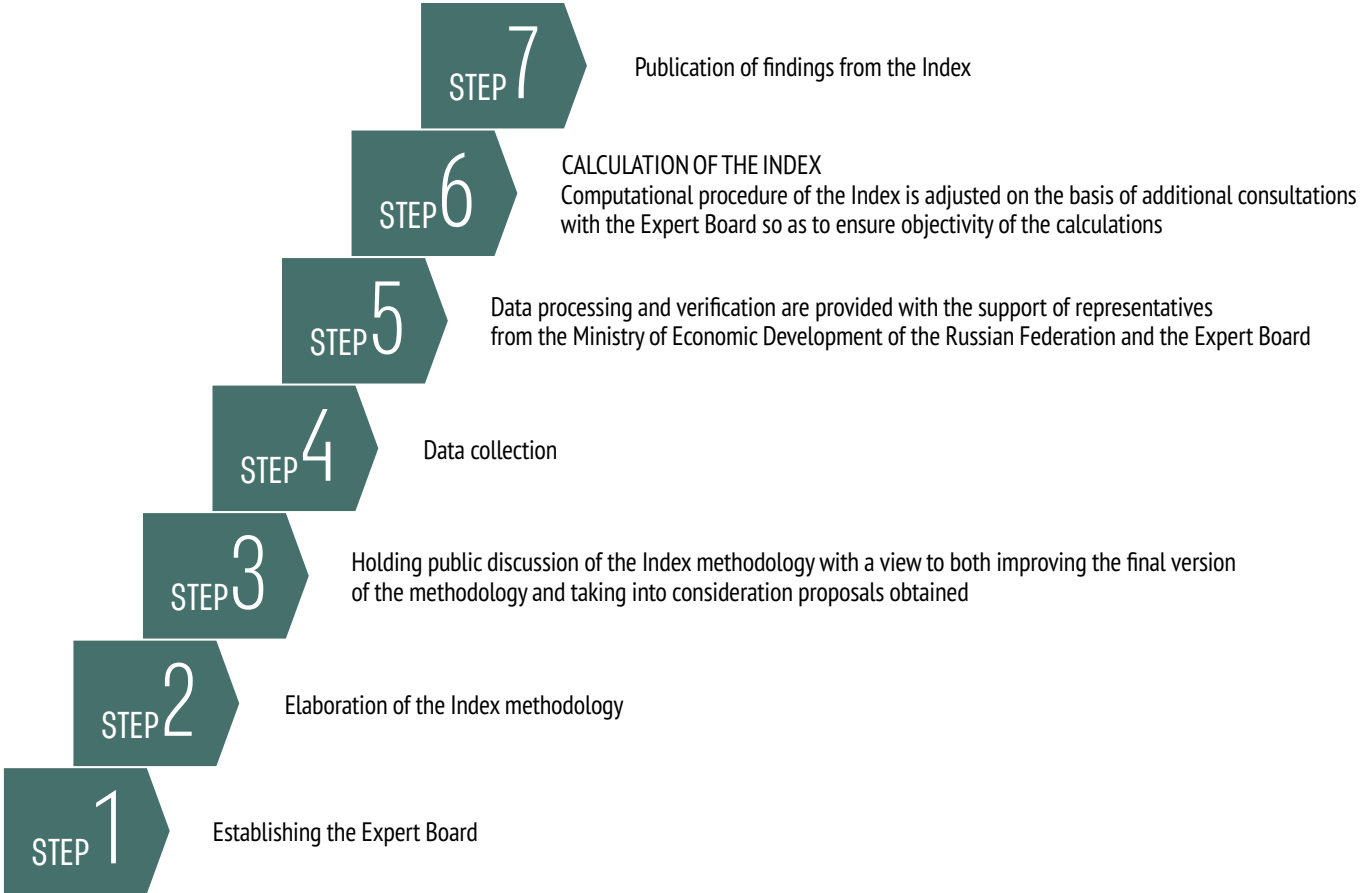 STEP 7
Publication of findings from the Index
STEP 6
CALCULATION OF THE INDEX
Computational procedure of the Index is adjusted on the basis of additional consultations
with the Expert Board so as to ensure objectivity of the calculations
STEP 5
Data processing and verification are provided with the support of representatives
from the Ministry of Economic Development of the Russian Federation and the Expert Board
STEP 4
Data collection
STEP 3
Holding public discussion of the Index methodology with a view to both improving the final version
of the methodology and taking into consideration proposals obtained
STEP 2
Elaboration of the Index methodology
STEP 1
Establishing the Expert Board